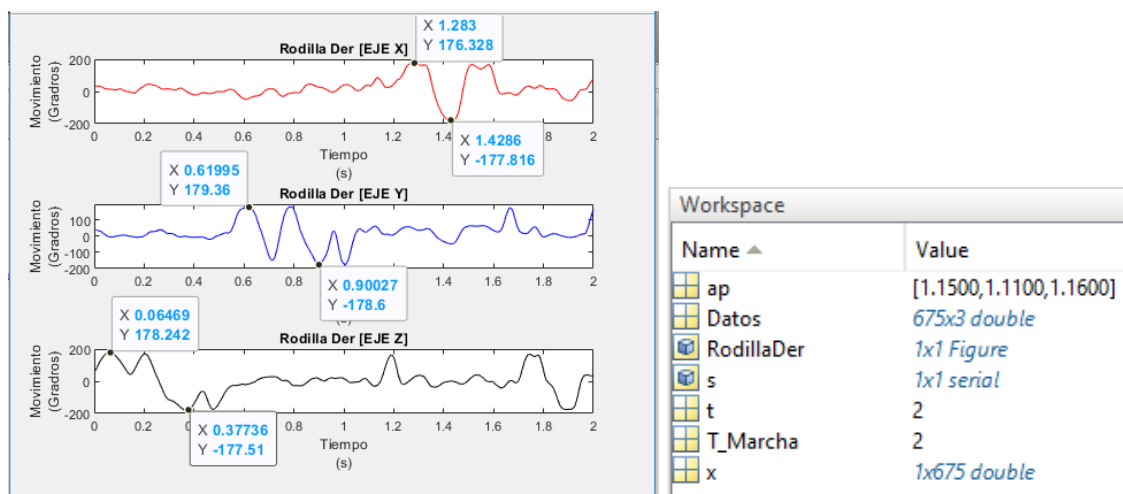 X 1.283
Y 176.328
Rodilla Der [EJE X]
Movimiento
(Gradros)
200
0
-200
0 0.2 0.4 0.6 0.8 1 1.2 1.4 1.6 1.8 2
Tiempo
(s)
X 1.4286
Y -177.816
X 0.61995
Y 179.36
Rodilla Der [EJE Y]
Movimiento
(Gradros)
100
0
-100
-200
0 0.2 0.4 0.6 0.8 1 1.2 1.4 1.6 1.8 2
X 0.90027
Y -178.6
X 0.06469
Y 178.242
Rodilla Der [EJE Z]
Movimiento
(Gradros)
200
0
-200
0 0.2 0.4 0.6 0.8 1 1.2 1.4 1.6 1.8 2
Tiempo
(s)
X 0.37736
Y -177.51
Workspace
Name Value
ap [1.1500,1.1100,1.1600]
Datos 675x3 double
RodillaDer 1x1 Figure
s 1x1 serial
t 2
T_Marcha 2
x 1x675 double